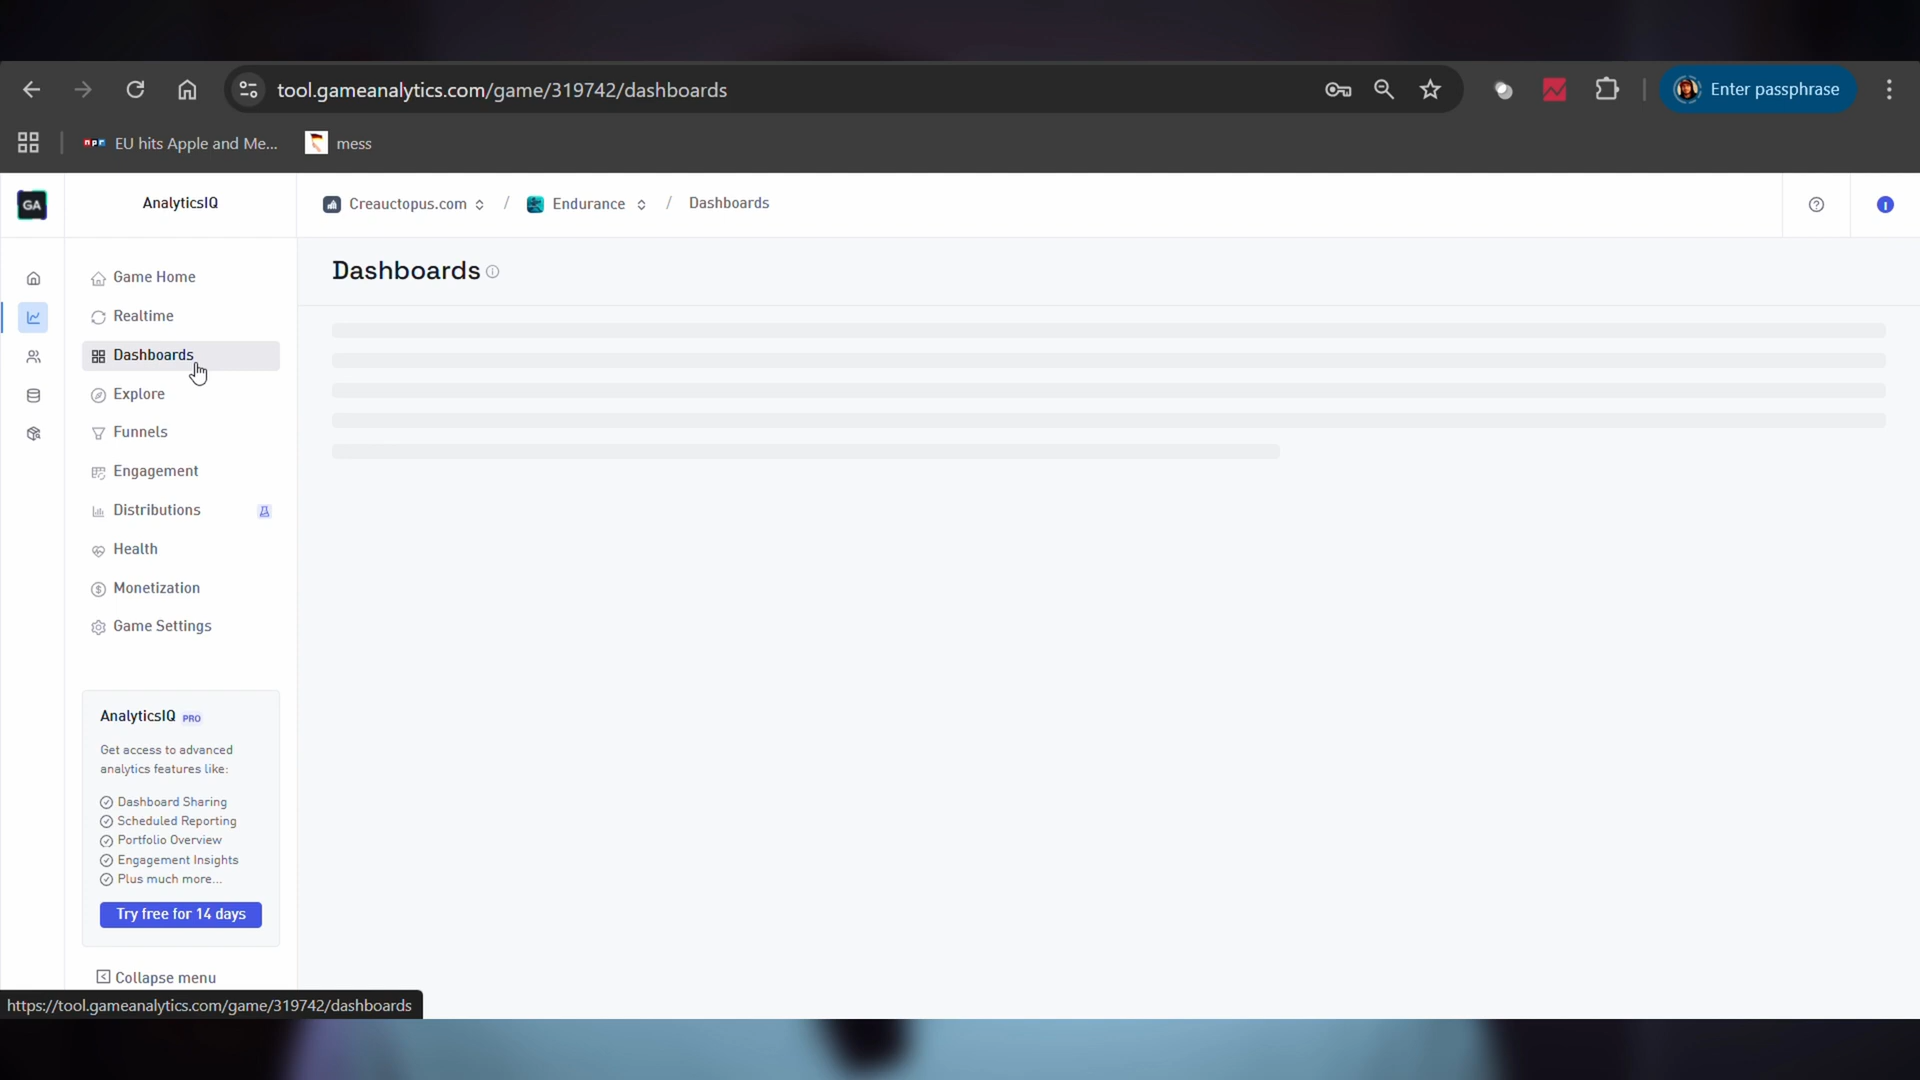 tool.gameanalytics.com/game/319742/dashboards
Enter passphrase
npr EU hits Apple and Me...
mess
GA
AnalyticsIQ
Creauctopus.com / Endurance / Dashboards
Dashboards
Game Home
Realtime
Dashboards
Explore
Funnels
Engagement
Distributions
Health
Monetization
Game Settings
AnalyticsIQ PRO
Get access to advanced
analytics features like:
Dashboard Sharing
Scheduled Reporting
Portfolio Overview
Engagement Insights
Plus much more...
Try free for 14 days
Collapse menu
https://tool.gameanalytics.com/game/319742/dashboards